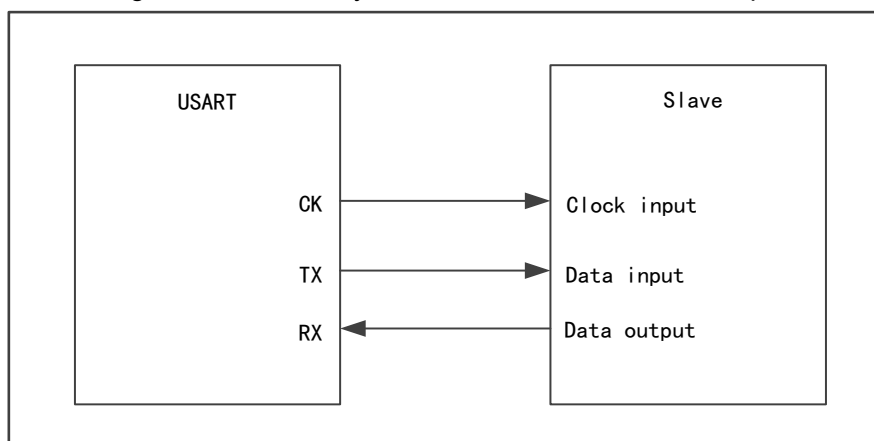 USART
Slave
CK
Clock input
TX
Data input
RX
Data output